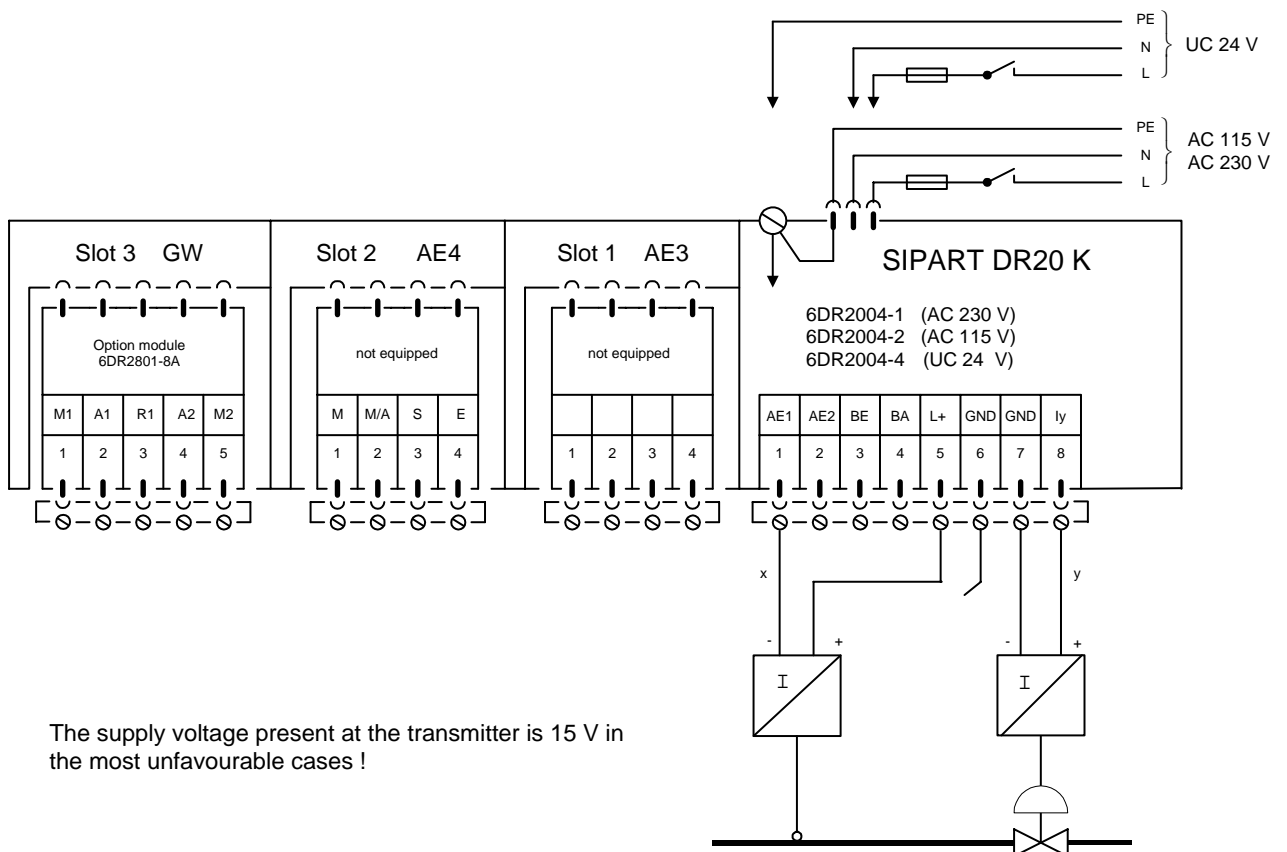 PE
N
L
UC 24 V
PE
N
L
AC 115 V
AC 230 V
Slot 3 GW
Slot 2 AE4
Slot 1 AE3
SIPART DR20 K
6DR2004-1 (AC 230 V)
6DR2004-2 (AC 115 V)
6DR2004-4 (UC 24 V)
Option module
6DR2801-8A
not equipped
not equipped
M1 A1 R1 A2 M2
1 2 3 4 5
M M/A S E
1 2 3 4
1 2 3 4
AE1 AE2 BE BA L+ GND GND Iy
1 2 3 4 5 6 7 8
x
y
- +
- +
I
I
The supply voltage present at the transmitter is 15 V in
the most unfavourable cases !